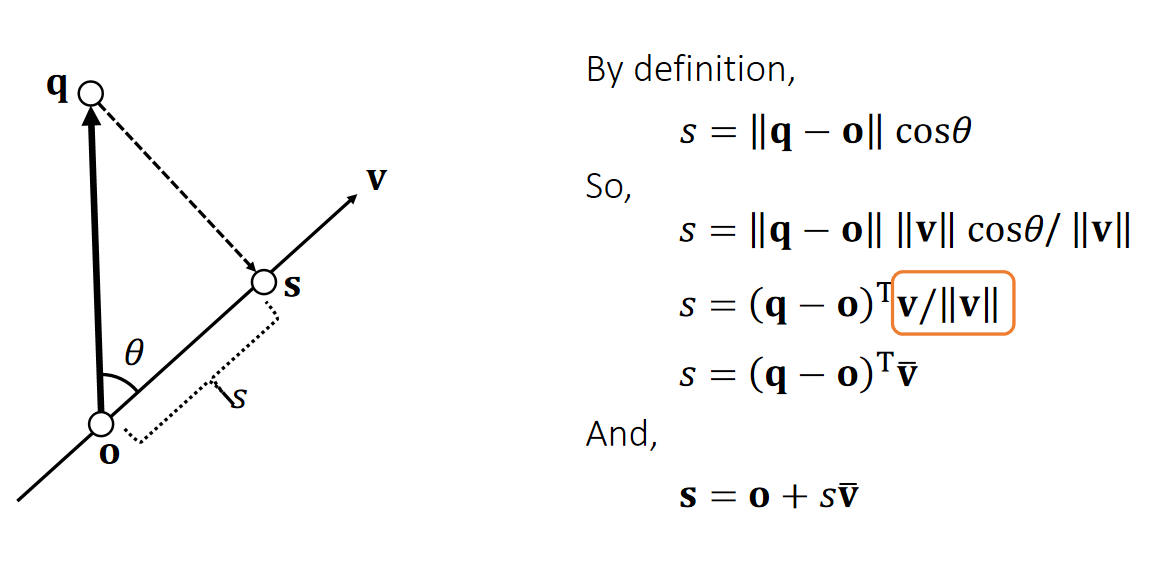 q
v
s
θ
s
o
By definition,
s = ‖q − o‖ cosθ
So,
s = ‖q − o‖ ‖v‖ cosθ/ ‖v‖
s = (q − o)ᵀv/‖v‖
s = (q − o)ᵀv̅
And,
s = o + sv̅